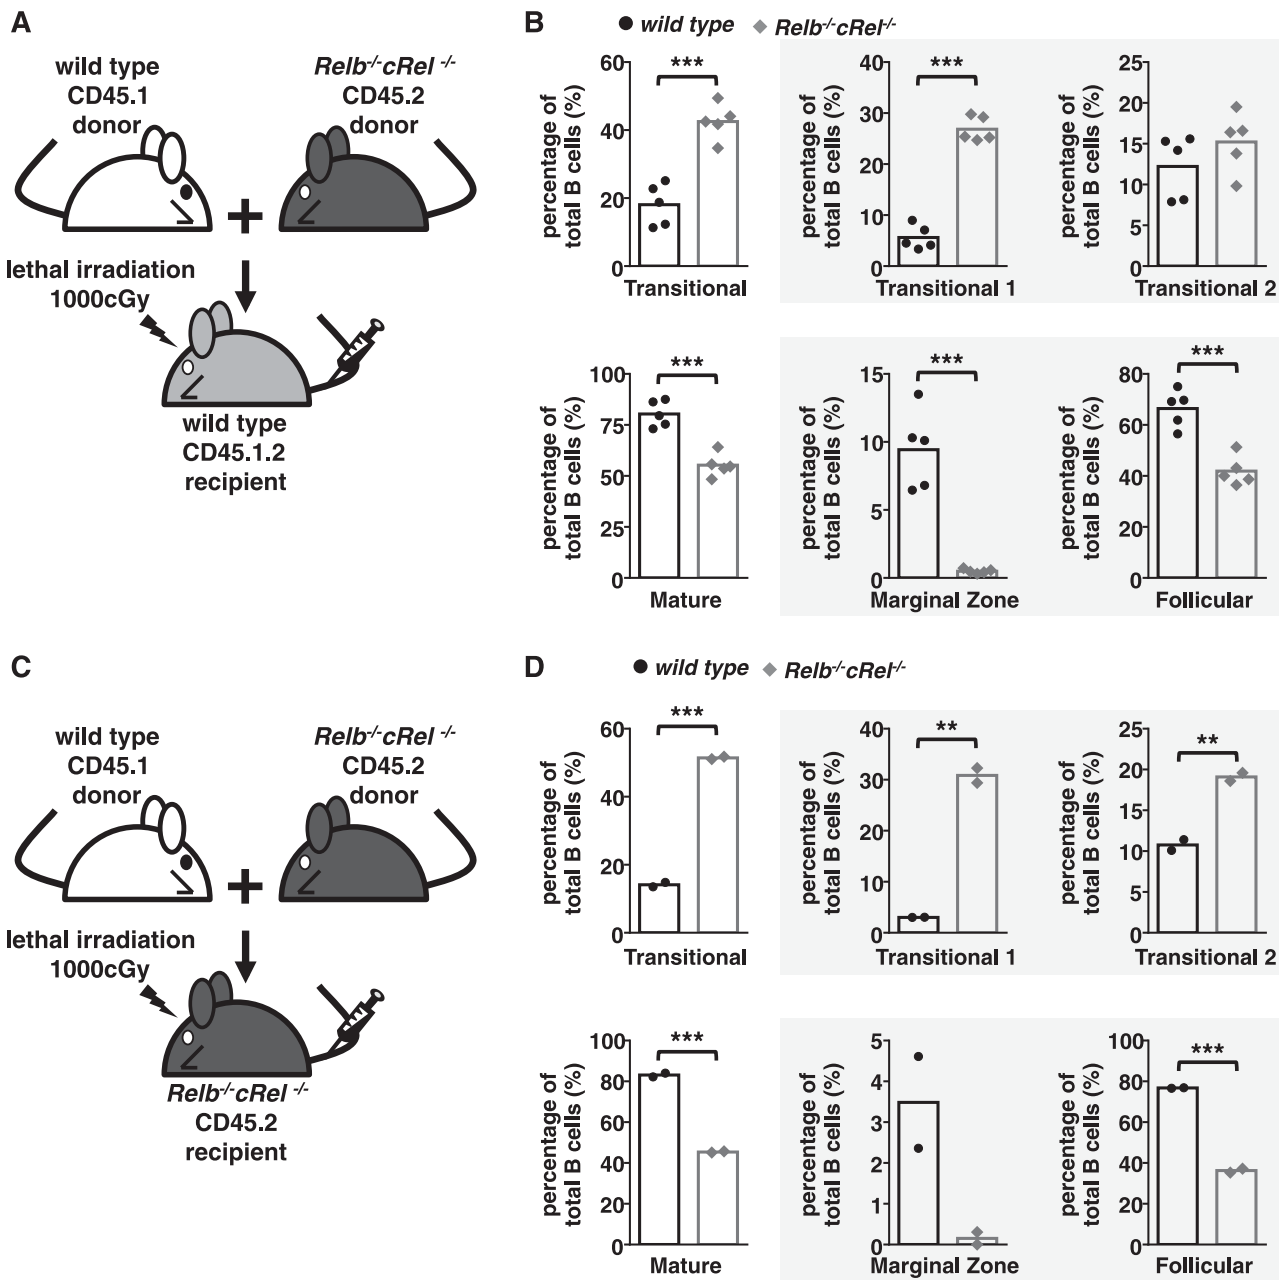 A
wild type
CD45.1
donor
Relb-/-cRel -/-
CD45.2
donor
+
lethal irradiation
1000cGy
wild type
CD45.1.2
recipient
B
wild type
Relb-/-cRel-/-
percentage of
total B cells (%)
60
40
20
0
***
Transitional
percentage of
total B cells (%)
40
30
20
10
0
***
Transitional 1
percentage of
total B cells (%)
25
20
15
10
5
0
Transitional 2
percentage of
total B cells (%)
100
75
50
25
0
***
Mature
percentage of
total B cells (%)
15
10
5
0
***
Marginal Zone
percentage of
total B cells (%)
80
60
40
20
0
***
Follicular
C
wild type
CD45.1
donor
Relb-/-cRel -/-
CD45.2
donor
+
lethal irradiation
1000cGy
Relb-/-cRel -/-
CD45.2
recipient
D
wild type
Relb-/-cRel-/-
percentage of
total B cells (%)
60
40
20
0
***
Transitional
percentage of
total B cells (%)
40
30
20
10
0
**
Transitional 1
percentage of
total B cells (%)
25
20
15
10
5
0
**
Transitional 2
percentage of
total B cells (%)
100
80
60
40
20
0
***
Mature
percentage of
total B cells (%)
5
4
3
2
1
0
Marginal Zone
percentage of
total B cells (%)
100
80
60
40
20
0
***
Follicular